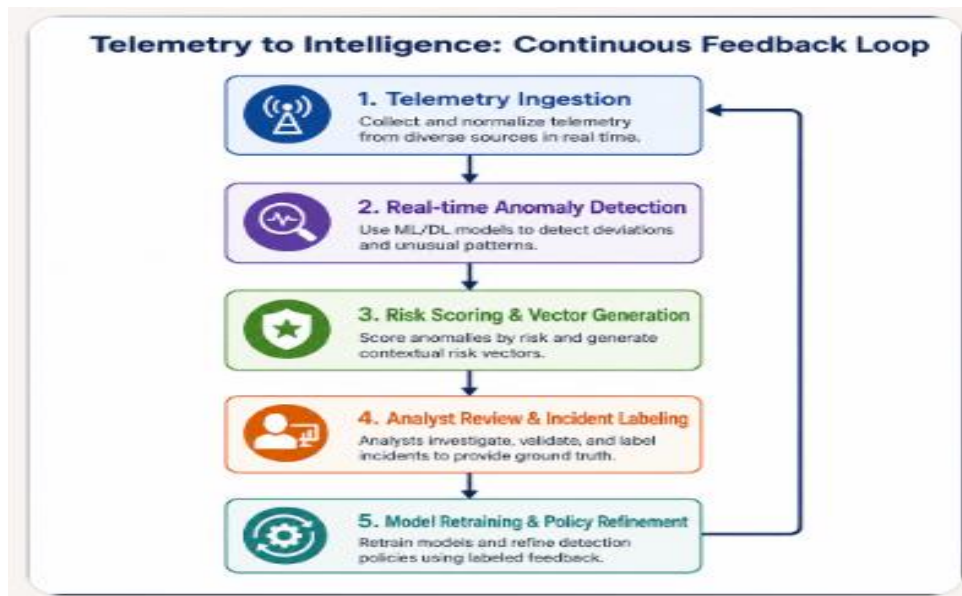 Telemetry to Intelligence: Continuous Feedback Loop
1. Telemetry Ingestion
Collect and normalize telemetry
from diverse sources in real time.
2. Real-time Anomaly Detection
Use ML/DL models to detect deviations
and unusual patterns.
3. Risk Scoring & Vector Generation
Score anomalies by risk and generate
contextual risk vectors.
4. Analyst Review & Incident Labeling
Analysts investigate, validate, and label
incidents to provide ground truth.
5. Model Retraining & Policy Refinement
Retrain models and refine detection
policies using labeled feedback.